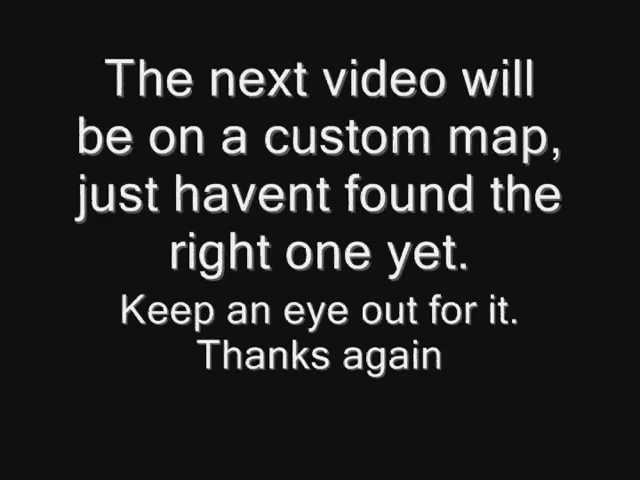 The next video will
be on a custom map,
just havent found the
right one yet.
Keep an eye out for it.
Thanks again